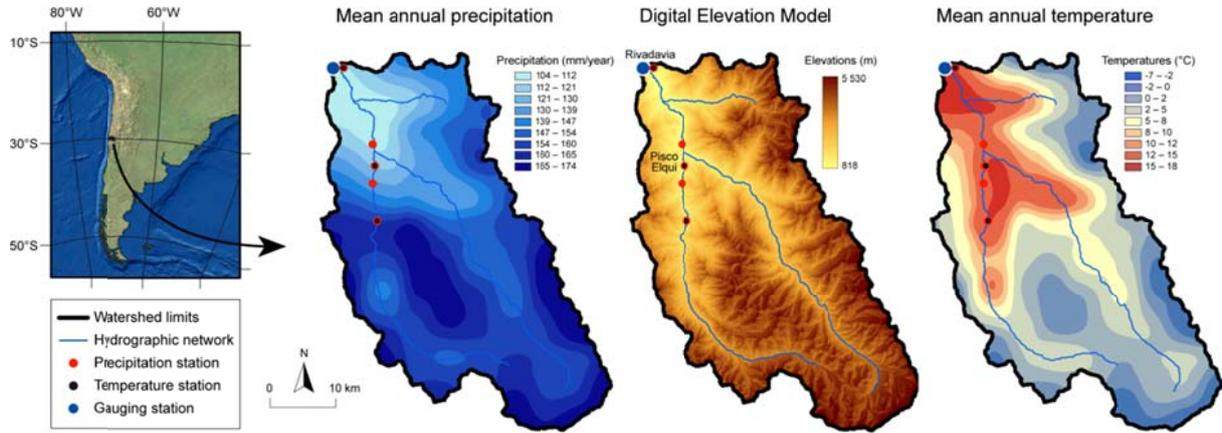 80°W 60°W
10°S
30°S
50°S
Watershed limits
Hydrographic network
Precipitation station
Temperature station
Gauging station
N
0 10 km
Mean annual precipitation
Precipitation (mm/year)
104 – 112
112 – 121
121 – 130
130 – 139
139 – 147
147 – 154
154 – 160
160 – 165
165 – 174
Digital Elevation Model
Rivadavia
Elevations (m)
5 530
818
Pisco
Elqui
Mean annual temperature
Temperatures (°C)
-7 – -2
-2 – 0
0 – 2
2 – 5
5 – 8
8 – 10
10 – 12
12 – 15
15 – 18